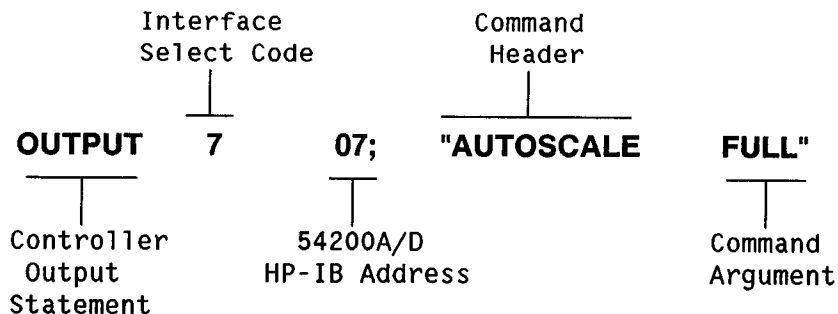 Interface
Select Code
Command
Header
OUTPUT 7 07; "AUTOSCALE FULL"
Controller
Output
Statement
54200A/D
HP-IB Address
Command
Argument